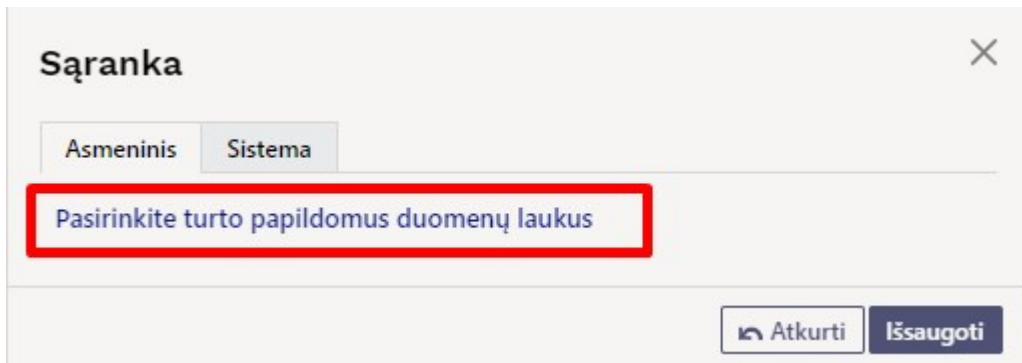 Sąranka
Asmeninis Sistema
Pasirinkite turto papildomus duomenų laukus
Atkurti Išsaugoti